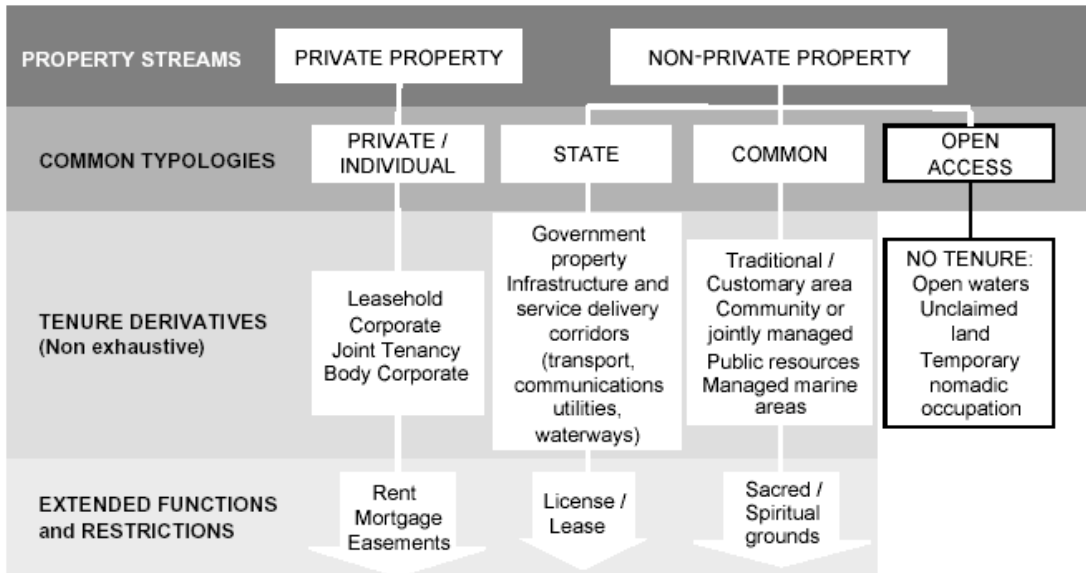 PROPERTY STREAMS
PRIVATE PROPERTY
NON-PRIVATE PROPERTY
COMMON TYPOLOGIES
PRIVATE /
INDIVIDUAL
STATE
COMMON
OPEN
ACCESS
TENURE DERIVATIVES
(Non exhaustive)
Leasehold
Corporate
Joint Tenancy
Body Corporate
Government
property
Infrastructure and
service delivery
corridors
(transport,
communications
utilities,
waterways)
Traditional /
Customary area
Community or
jointly managed
Public resources
Managed marine
areas
NO TENURE:
Open waters
Unclaimed
land
Temporary
nomadic
occupation
EXTENDED FUNCTIONS
and RESTRICTIONS
Rent
Mortgage
Easements
License /
Lease
Sacred /
Spiritual
grounds